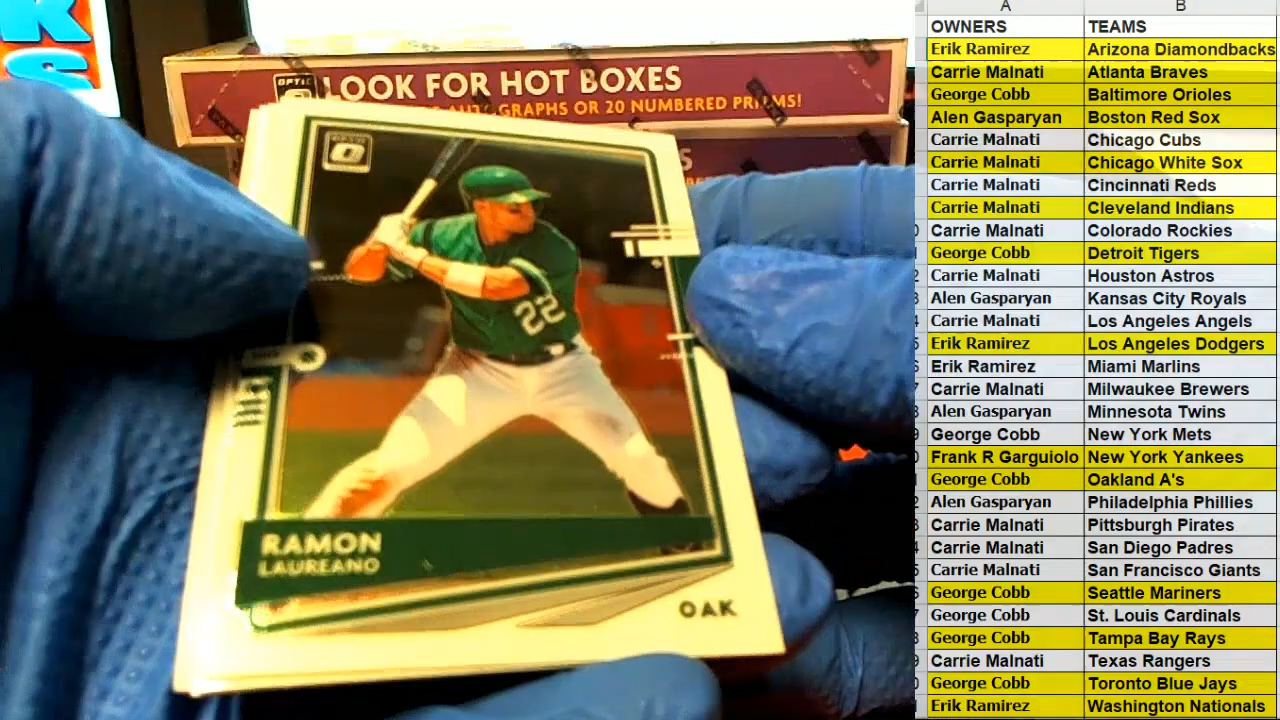 KS
OPTIC
LOOK FOR HOT BOXES
AUTOGRAPHS OR 20 NUMBERED PRIZMS!
S
22
RAMON
LAUREANO
OAK
A B
OWNERS TEAMS
Erik Ramirez Arizona Diamondbacks
Carrie Malnati Atlanta Braves
George Cobb Baltimore Orioles
Alen Gasparyan Boston Red Sox
Carrie Malnati Chicago Cubs
Carrie Malnati Chicago White Sox
Carrie Malnati Cincinnati Reds
Carrie Malnati Cleveland Indians
Carrie Malnati Colorado Rockies
George Cobb Detroit Tigers
Carrie Malnati Houston Astros
Alen Gasparyan Kansas City Royals
Carrie Malnati Los Angeles Angels
Erik Ramirez Los Angeles Dodgers
Erik Ramirez Miami Marlins
Carrie Malnati Milwaukee Brewers
Alen Gasparyan Minnesota Twins
George Cobb New York Mets
Frank R Garguiolo New York Yankees
George Cobb Oakland A's
Alen Gasparyan Philadelphia Phillies
Carrie Malnati Pittsburgh Pirates
Carrie Malnati San Diego Padres
Carrie Malnati San Francisco Giants
George Cobb Seattle Mariners
George Cobb St. Louis Cardinals
George Cobb Tampa Bay Rays
Carrie Malnati Texas Rangers
George Cobb Toronto Blue Jays
Erik Ramirez Washington Nationals